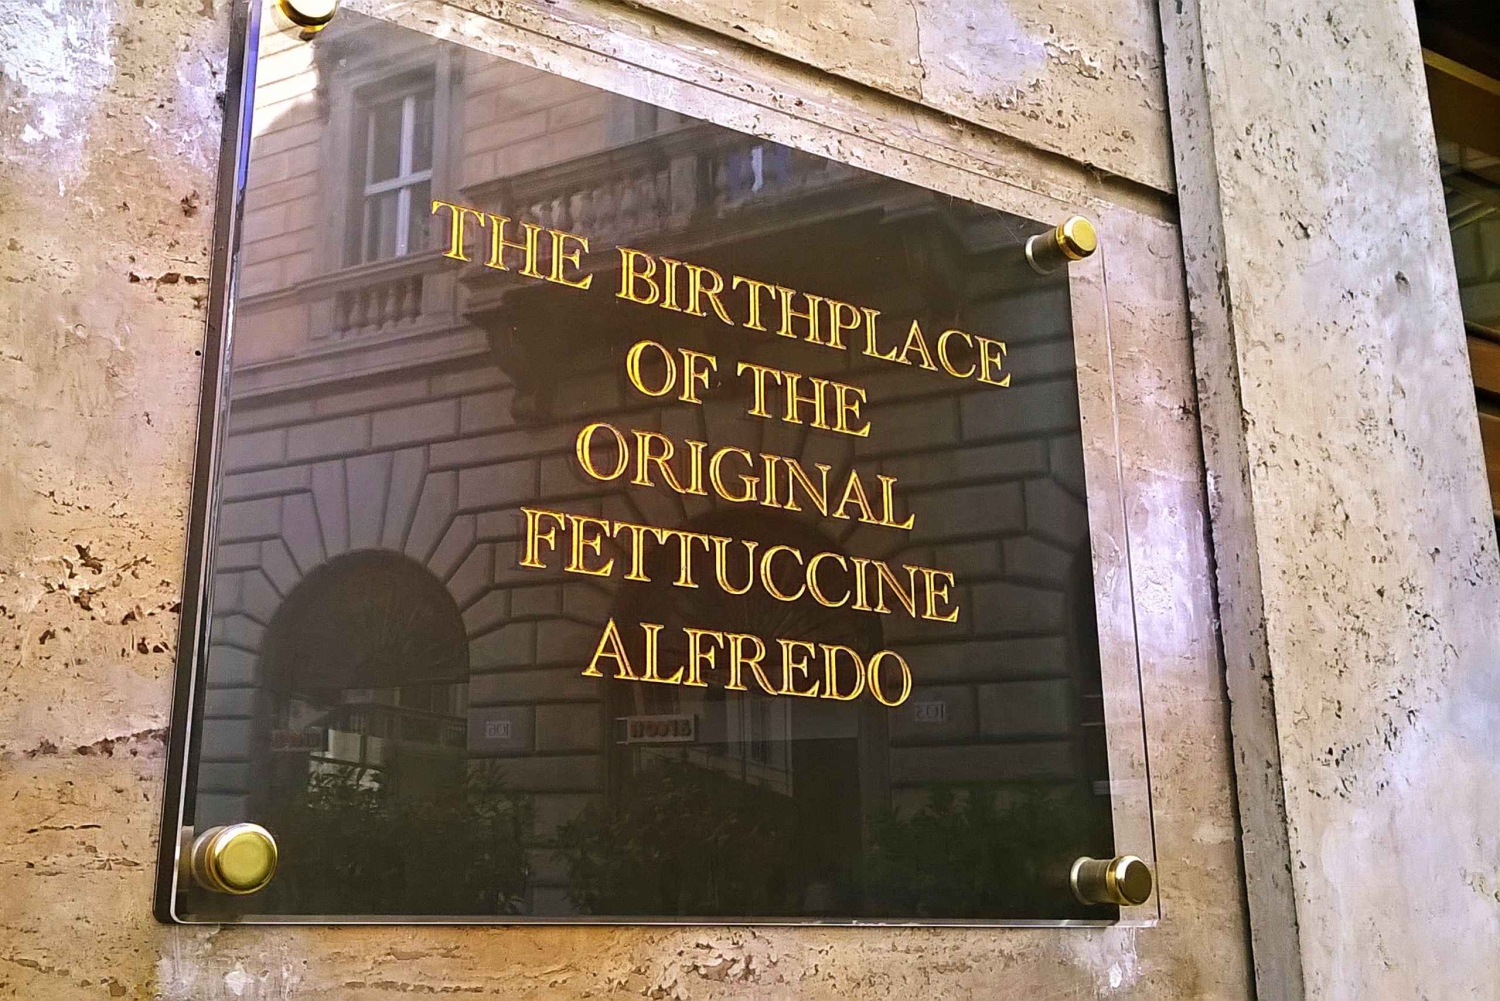 THE BIRTHPLACE
OF THE
ORIGINAL
FETTUCCINE
ALFREDO